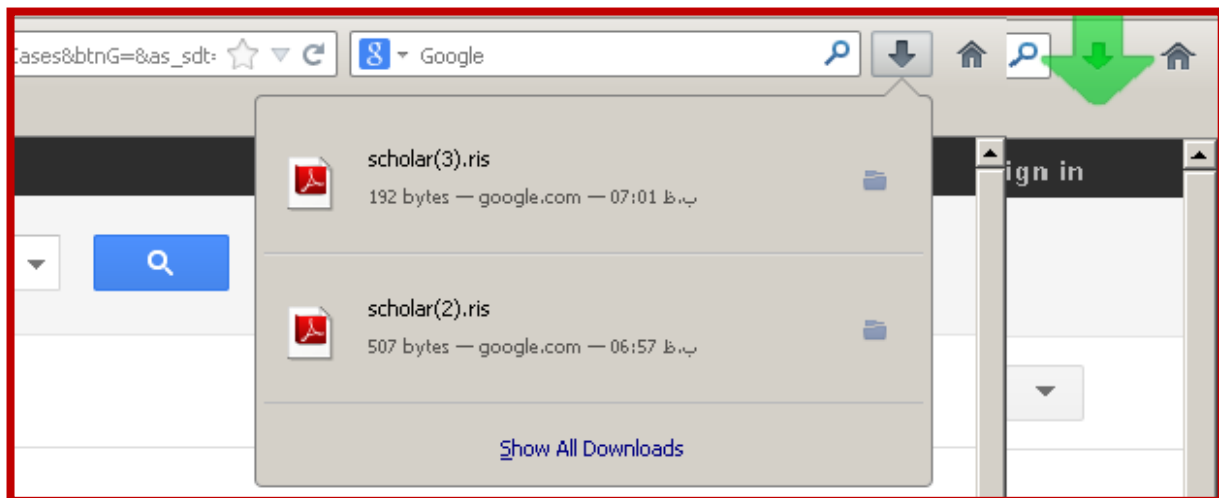 Cases&btnG=&as_sdt=
Google
scholar(3).ris
192 bytes — google.com — 07:01 ب.ظ
ign in
scholar(2).ris
507 bytes — google.com — 06:57 ب.ظ
Show All Downloads